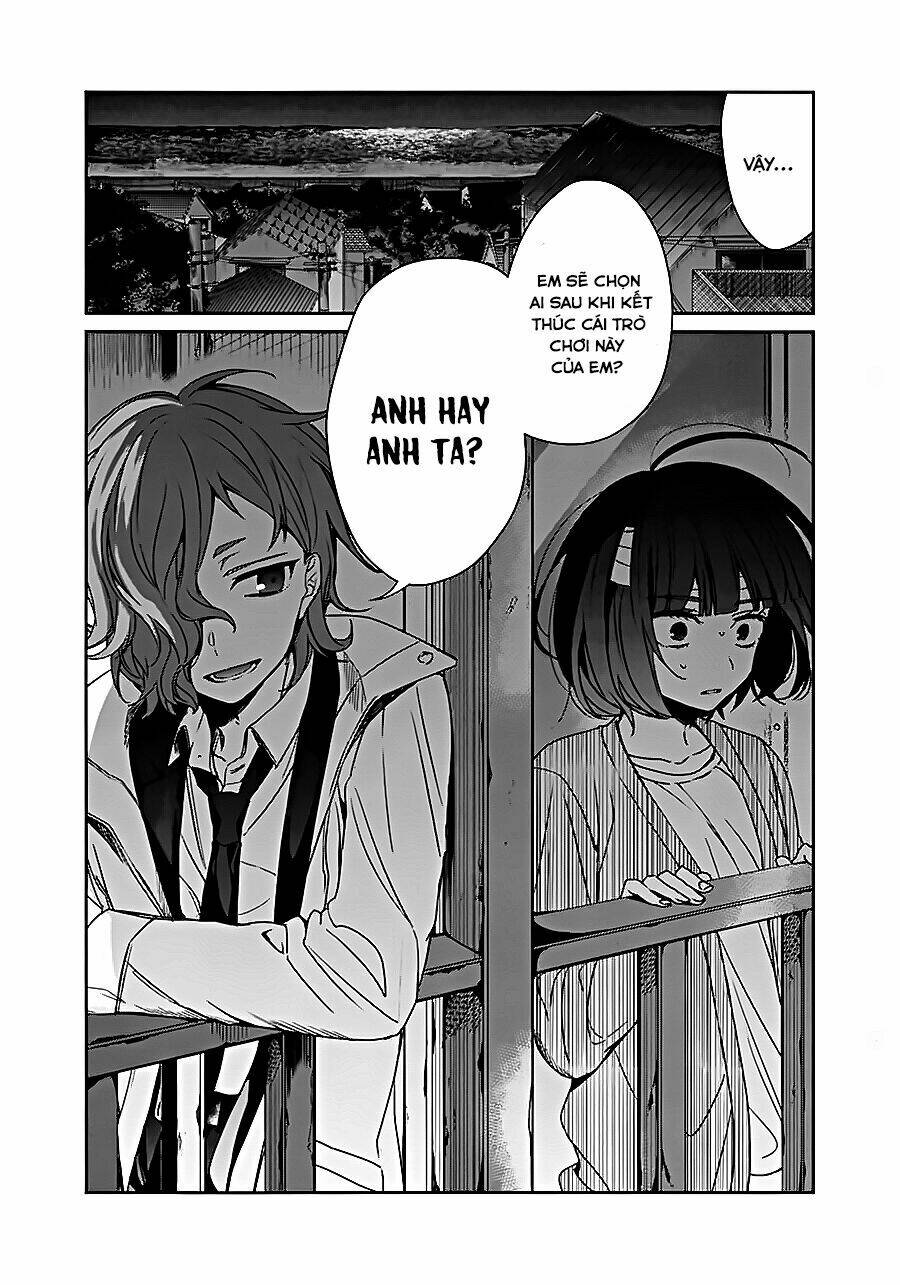 VẬY...
EM SẼ CHỌN
AI SAU KHI KẾT
THÚC CÁI TRÒ
CHƠI NÀY
CỦA EM?
ANH HAY
ANH TA?